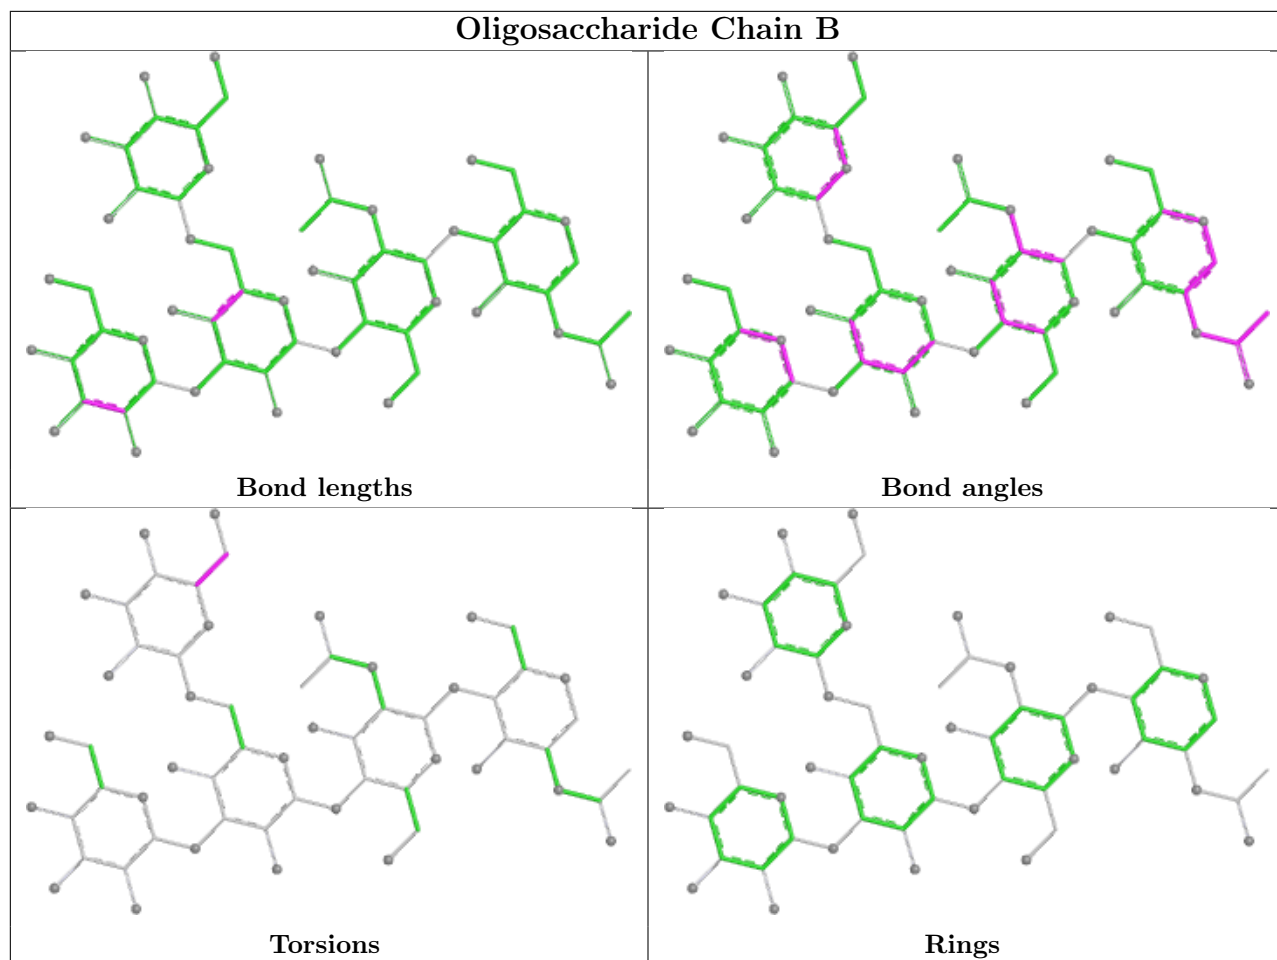 Oligosaccharide Chain B
Bond lengths
Bond angles
Torsions
Rings